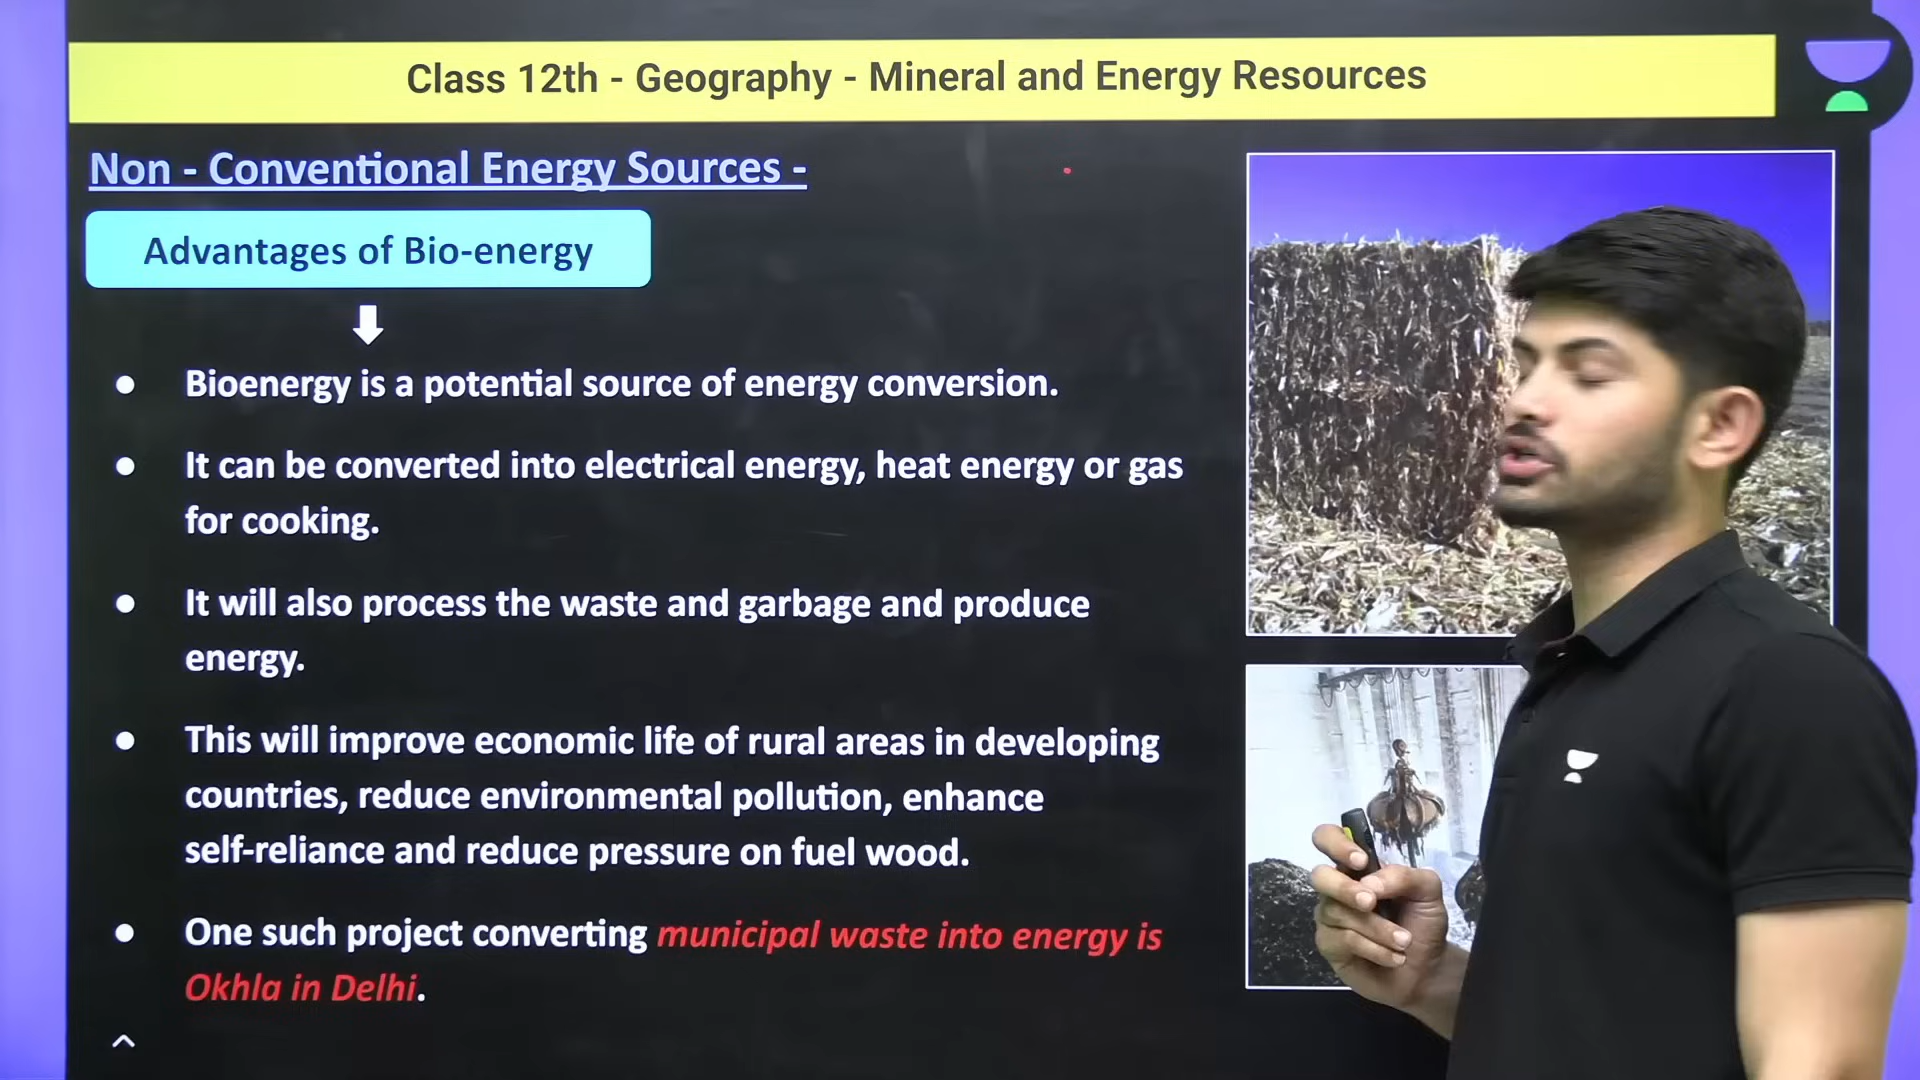 Class 12th - Geography - Mineral and Energy Resources
Non - Conventional Energy Sources -
Advantages of Bio-energy
● Bioenergy is a potential source of energy conversion.
● It can be converted into electrical energy, heat energy or gas
for cooking.
● It will also process the waste and garbage and produce
energy.
● This will improve economic life of rural areas in developing
countries, reduce environmental pollution, enhance
self-reliance and reduce pressure on fuel wood.
● One such project converting municipal waste into energy is
Okhla in Delhi.